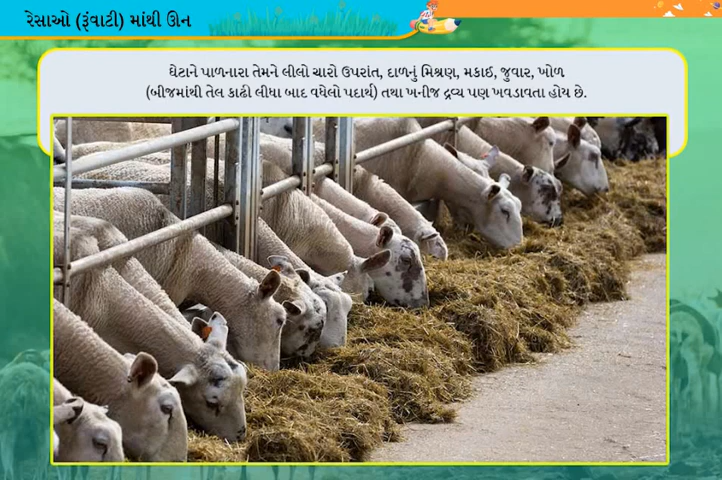 રેસાઓ (રૂંવાટી) માંથી ઊન
ઘેટાને પાળનારા તેમને લીલો ચારો ઉપરાંત, દાળનું મિશ્રણ, મકાઈ, જુવાર, ખોળ
(બીજમાંથી તેલ કાઢી લીધા બાદ વધેલો પદાર્થ) તથા ખનીજ દ્રવ્ય પણ ખવડાવતા હોય છે.